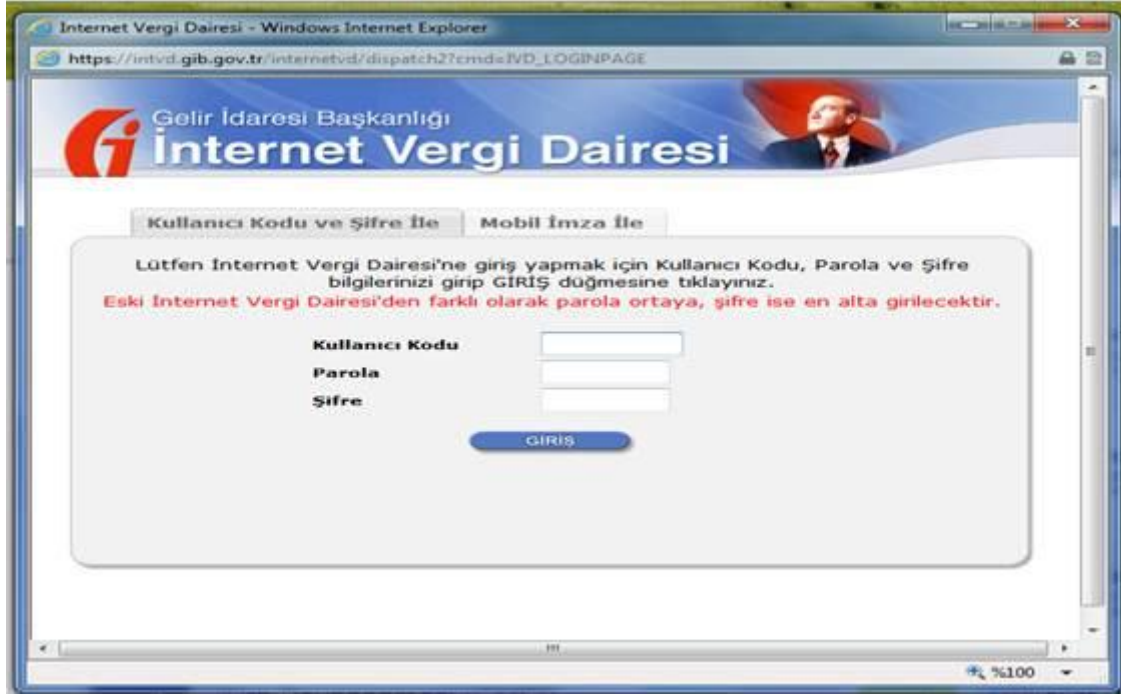 Internet Vergi Dairesi - Windows Internet Explorer
https://intvd.gib.gov.tr/internetvd/dispatch2?cmd=IVD_LOGINPAGE
Gelir İdaresi Başkanlığı
İnternet Vergi Dairesi
Kullanıcı Kodu ve Şifre İle Mobil İmza İle
Lütfen İnternet Vergi Dairesi'ne giriş yapmak için Kullanıcı Kodu, Parola ve Şifre
bilgilerinizi girip GİRİŞ düğmesine tıklayınız.
Eski İnternet Vergi Dairesi'den farklı olarak parola ortaya, şifre ise en alta girilecektir.
Kullanıcı Kodu
Parola
Şifre
GİRİŞ
%100